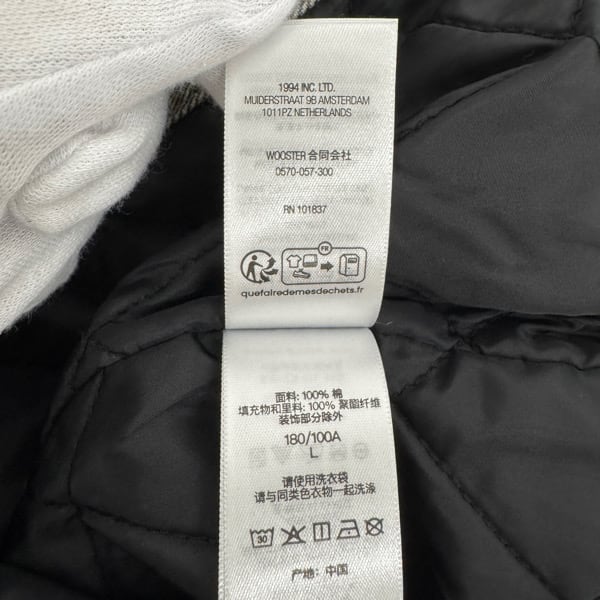 1994 INC. LTD.
MUIDERSTRAAT 9B AMSTERDAM
1011PZ NETHERLANDS
WOOSTER 合同会社
0570-057-300
RN 101837
FR
quefairedemesdechets.fr
面料: 100% 棉
填充物和里料: 100% 聚酯纤维
装饰部分除外
180/100A
L
请使用洗衣袋
请与同类色衣物一起洗涤
30
产地: 中国